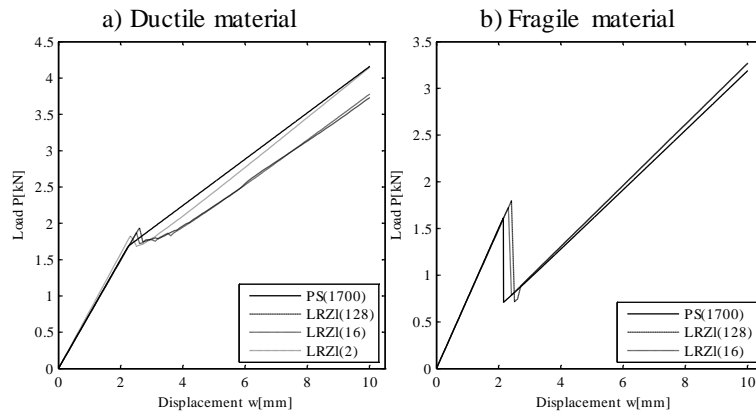 a) Ductile material
4.5
4
3.5
3
2.5
2
1.5
1
0.5
0
Load P[kN]
0 2 4 6 8 10
Displacement w[mm]
PS(1700)
LRZI(128)
LRZI(16)
LRZI(2)
b) Fragile material
3.5
3
2.5
2
1.5
1
0.5
0
Load P[kN]
0 2 4 6 8 10
Displacement w[mm]
PS(1700)
LRZI(128)
LRZI(16)